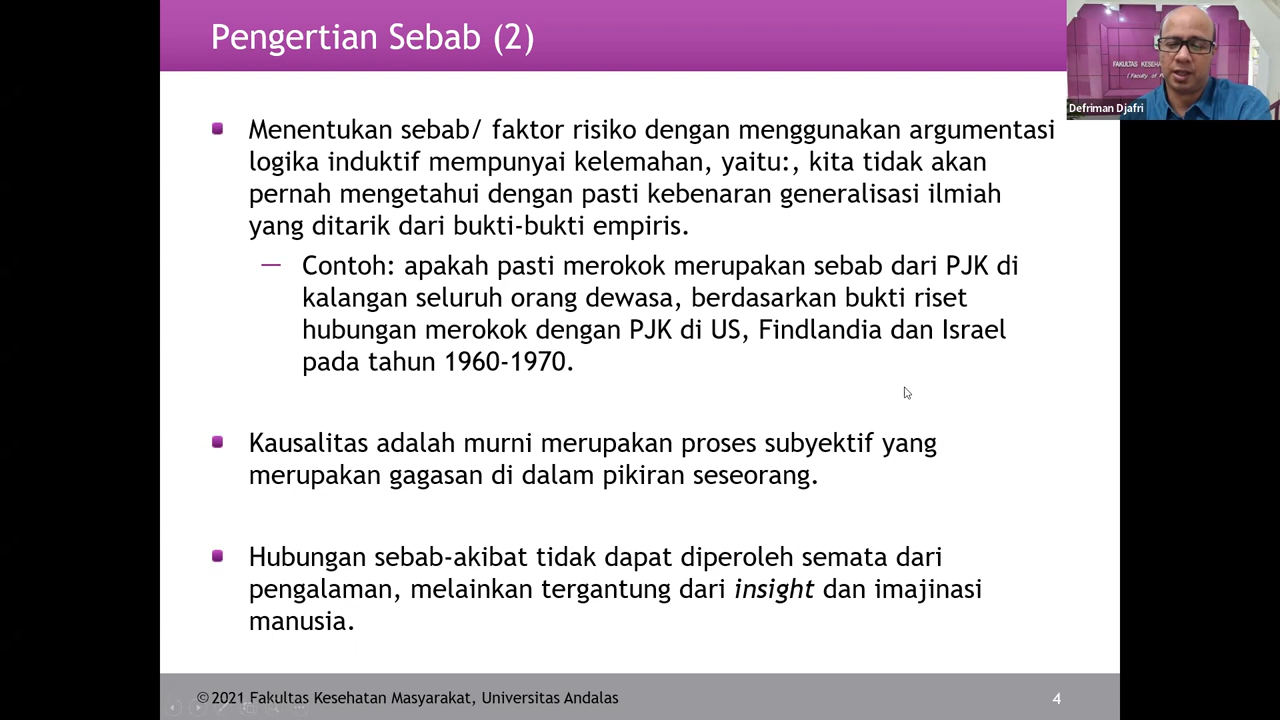 Pengertian Sebab (2)
Menentukan sebab/ faktor risiko dengan menggunakan argumentasi
logika induktif mempunyai kelemahan, yaitu:, kita tidak akan
pernah mengetahui dengan pasti kebenaran generalisasi ilmiah
yang ditarik dari bukti-bukti empiris.
— Contoh: apakah pasti merokok merupakan sebab dari PJK di
kalangan seluruh orang dewasa, berdasarkan bukti riset
hubungan merokok dengan PJK di US, Findlandia dan Israel
pada tahun 1960-1970.
Kausalitas adalah murni merupakan proses subyektif yang
merupakan gagasan di dalam pikiran seseorang.
Hubungan sebab-akibat tidak dapat diperoleh semata dari
pengalaman, melainkan tergantung dari insight dan imajinasi
manusia.
©2021 Fakultas Kesehatan Masyarakat, Universitas Andalas
4
FAKULTAS
(Faculty of
Defriman Djafri